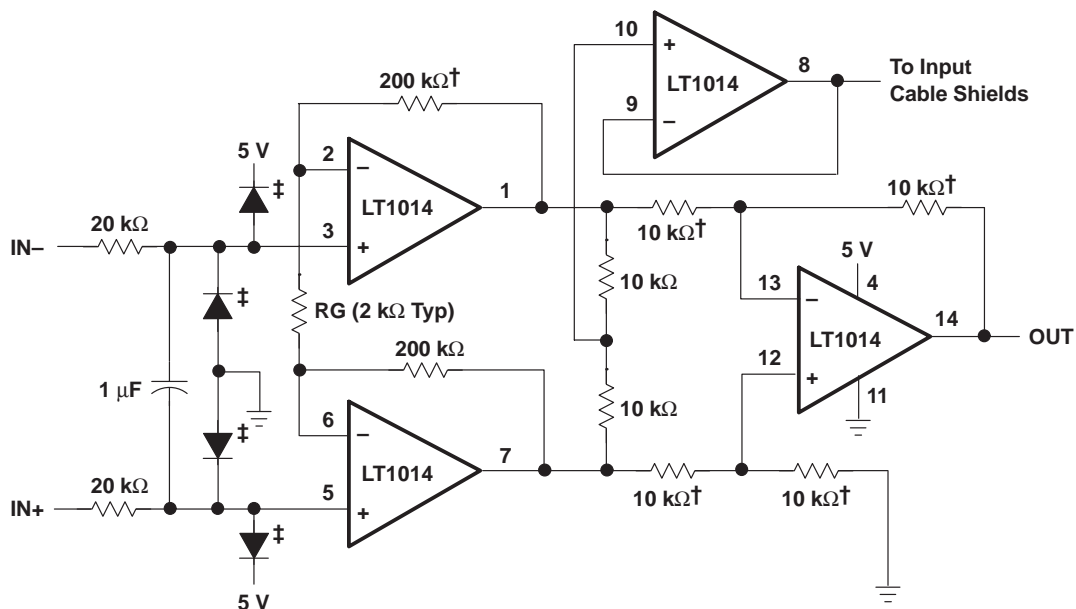 10
+
8
To Input
Cable Shields
LT1014
9
−
200 kΩ†
5 V
‡
2
−
LT1014
1
10 kΩ†
20 kΩ
IN–
3
+
10 kΩ†
5 V
4
‡
10 kΩ
13
−
RG (2 kΩ Typ)
LT1014
14
OUT
200 kΩ
12
+
1 μF
11
‡
10 kΩ
6
−
LT1014
7
20 kΩ
IN+
5
+
10 kΩ†
10 kΩ†
‡
5 V